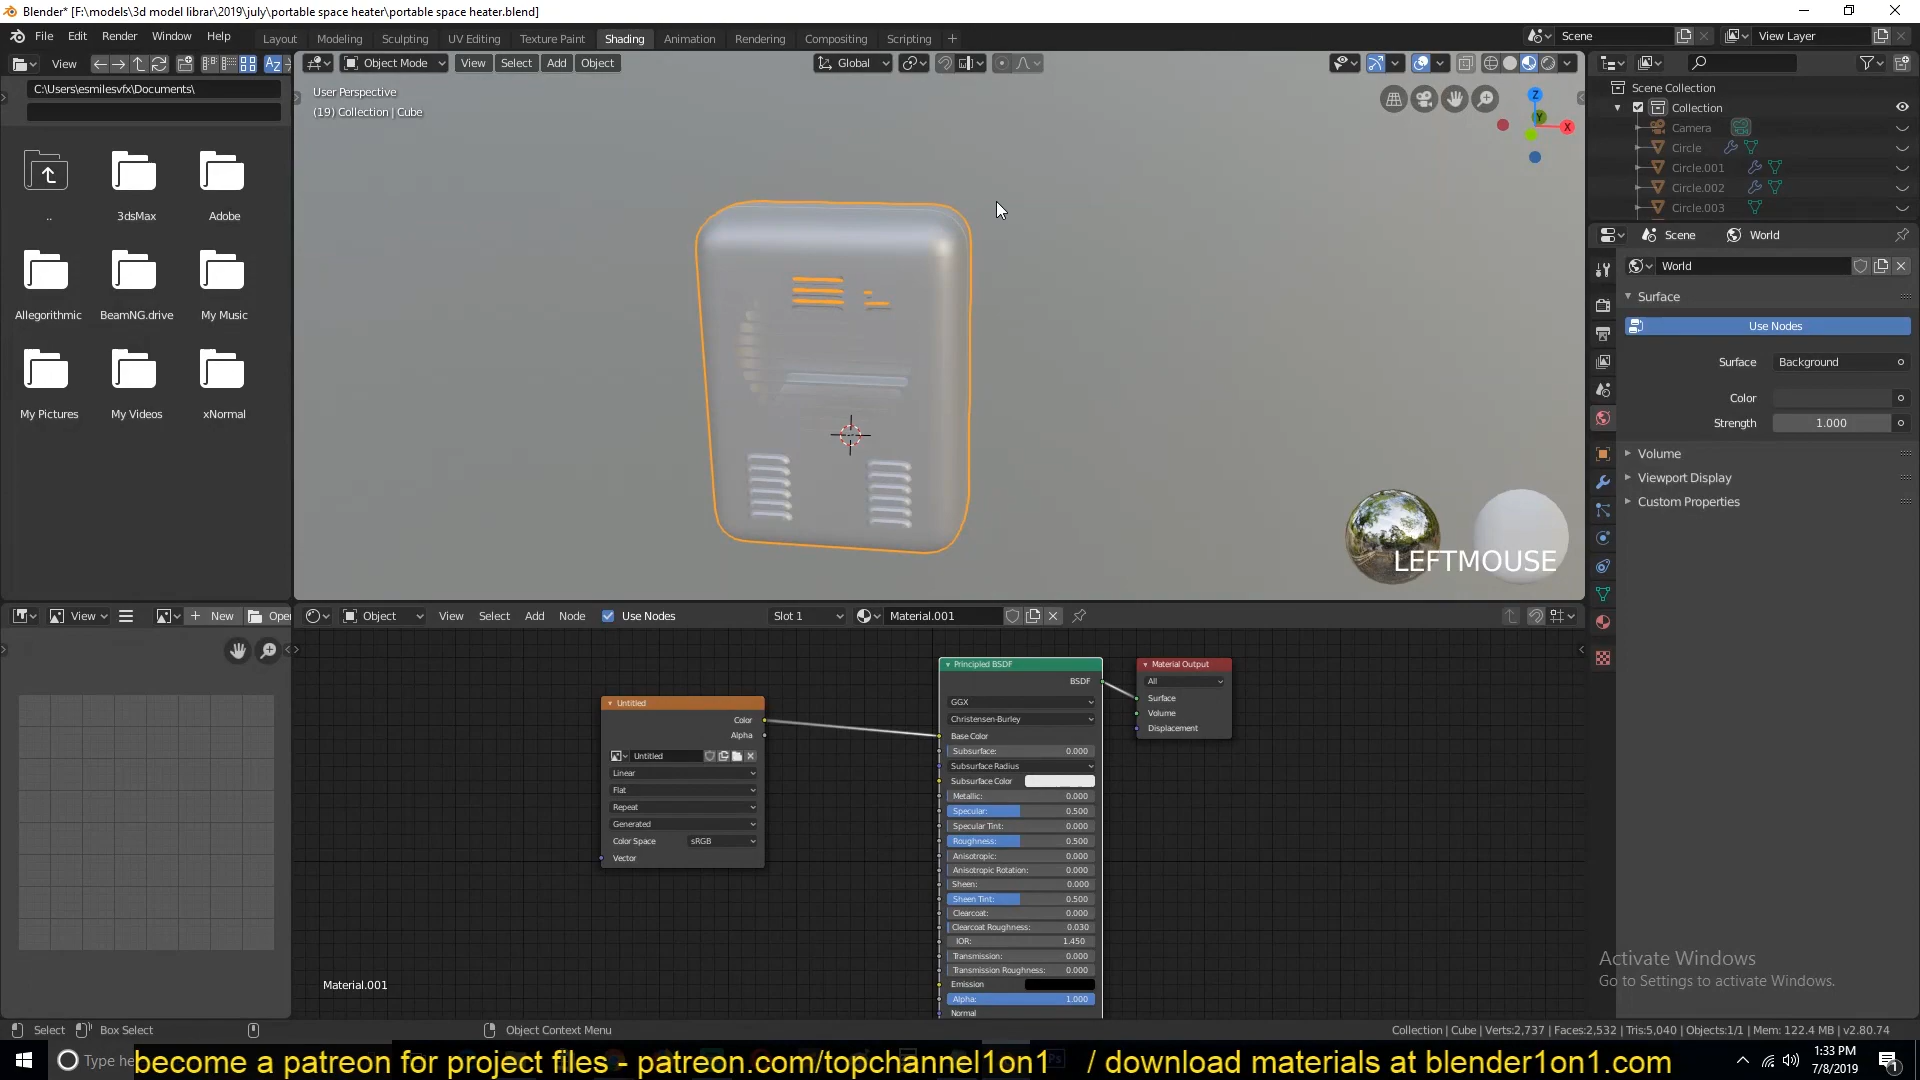 Blender* [F:\models\3d model librar\2019\july\portable space heater\portable space heater.blend]
File Edit Render Window Help
Layout Modeling Sculpting UV Editing Texture Paint Shading Animation Rendering Compositing Scripting +
Scene View Layer
View
Object Mode View Select Add Object
Global
C:\Users\esmilesvfx\Documents\
User Perspective
(19) Collection | Cube
Z
Y
X
Scene Collection
Collection
Camera
Circle
Circle.001
Circle.002
Circle.003
..
3dsMax
Adobe
Allegorithmic
BeamNG.drive
My Music
My Pictures
My Videos
xNormal
Scene World
World
Surface
Use Nodes
Surface Background
Color
Strength 1.000
Volume
Viewport Display
Custom Properties
LEFTMOUSE
View New Open
Object View Select Add Node Use Nodes Slot 1 Material.001
Untitled
Color
Alpha
Untitled
Linear
Flat
Repeat
Generated
Color Space sRGB
Vector
Principled BSDF
BSDF
GGX
Christensen-Burley
Base Color
Subsurface: 0.000
Subsurface Radius
Subsurface Color
Metallic: 0.000
Specular: 0.500
Specular Tint: 0.000
Roughness: 0.500
Anisotropic: 0.000
Anisotropic Rotation: 0.000
Sheen: 0.000
Sheen Tint: 0.500
Clearcoat: 0.000
Clearcoat Roughness: 0.030
IOR: 1.450
Transmission: 0.000
Transmission Roughness: 0.000
Emission
Alpha: 1.000
Normal
Material Output
All
Surface
Volume
Displacement
Material.001
Activate Windows
Go to Settings to activate Windows.
Select Box Select Object Context Menu
Collection | Cube | Verts:2,737 | Faces:2,532 | Tris:5,040 | Objects:1/1 | Mem: 122.4 MB | v2.80.74
Type he
become a patreon for project files - patreon.com/topchannel1on1 / download materials at blender1on1.com
1:33 PM
7/8/2019